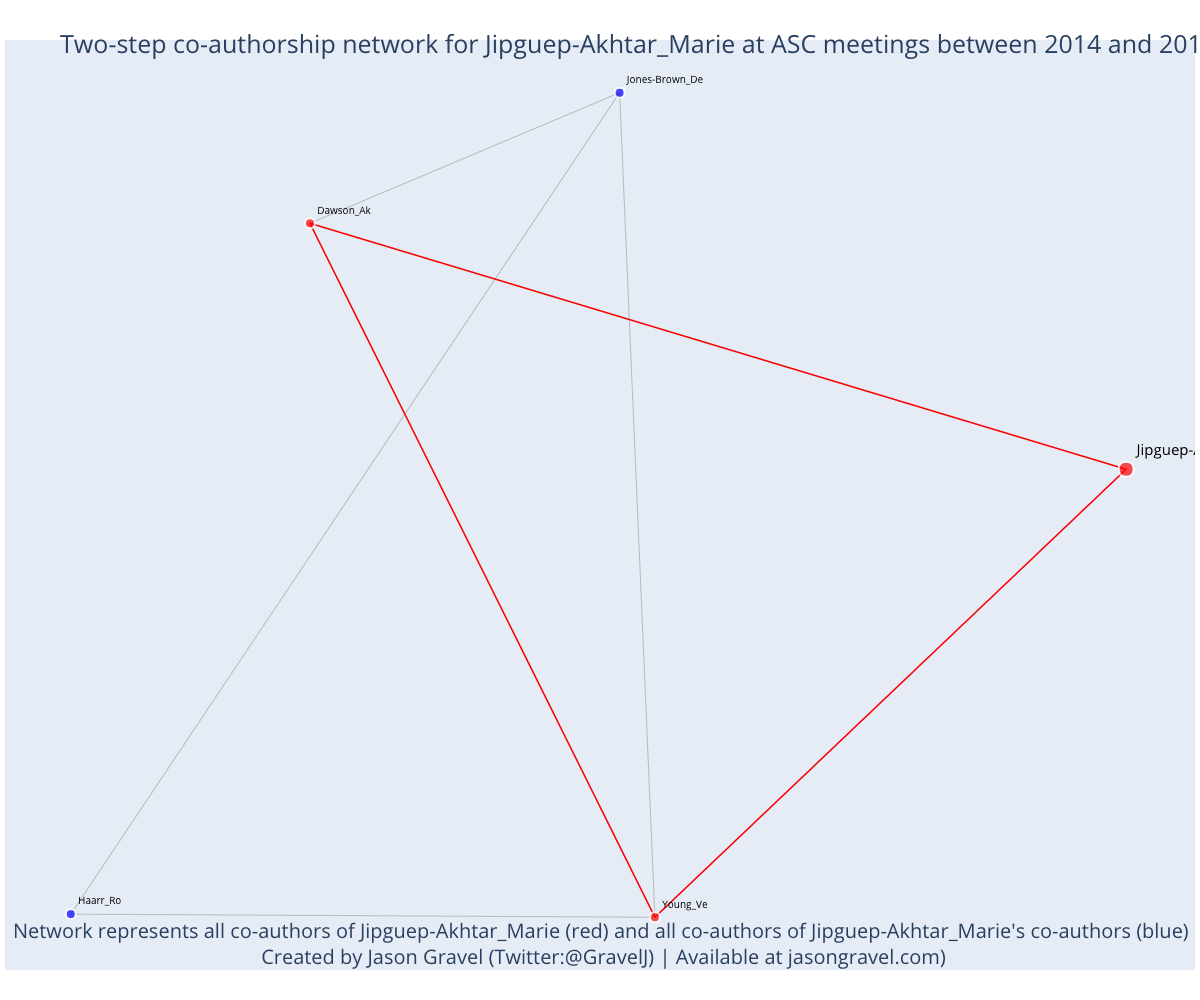 Two-step co-authorship network for Jipguep-Akhtar_Marie at ASC meetings between 2014 and 201
Jones-Brown_De
Dawson_Ak
Jipguep-
Haarr_Ro
Young_Ve
Network represents all co-authors of Jipguep-Akhtar_Marie (red) and all co-authors of Jipguep-Akhtar_Marie's co-authors (blue)
Created by Jason Gravel (Twitter:@GravelJ) | Available at jasongravel.com)